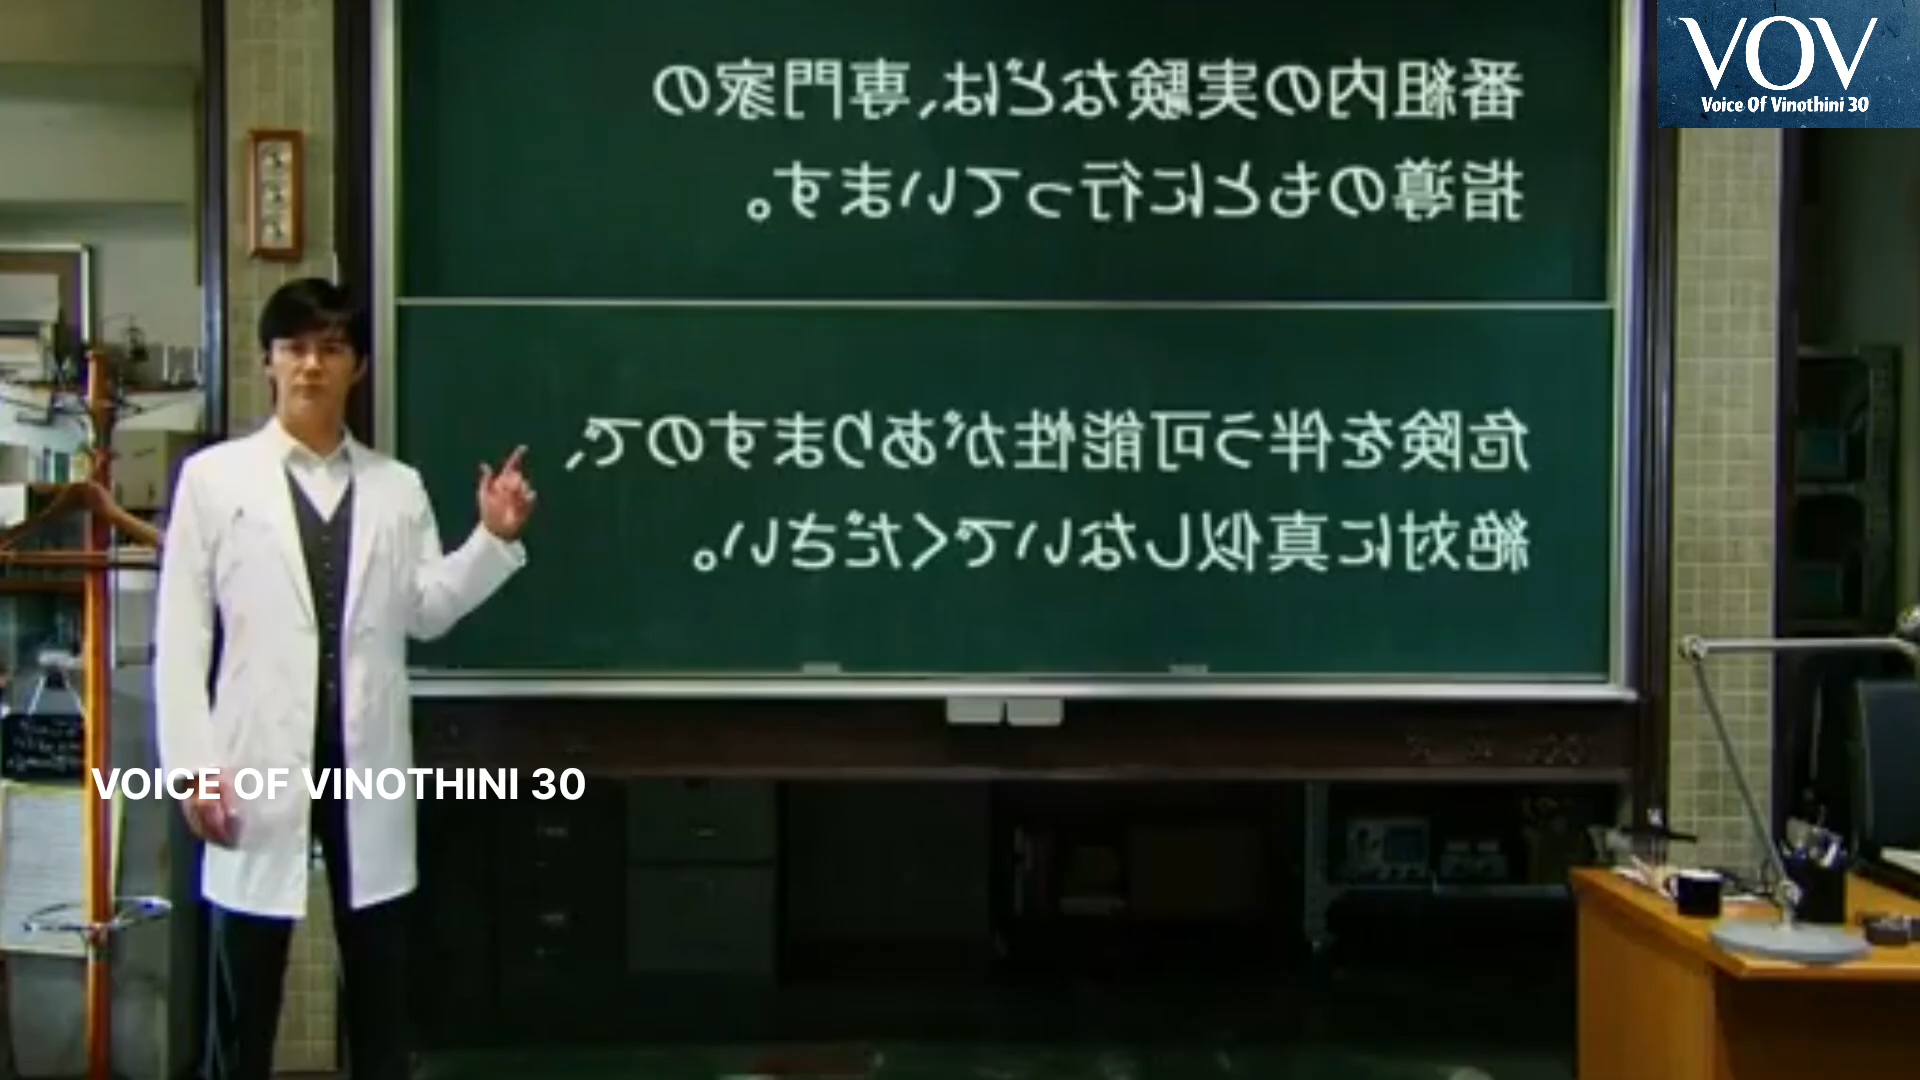 番組内の実験などは、専門家の
指導のもとに行っています。
危険を伴う可能性がありますので、
絶対に真似しないでください。
VOV
Voice Of Vinothini 30
VOICE OF VINOTHINI 30